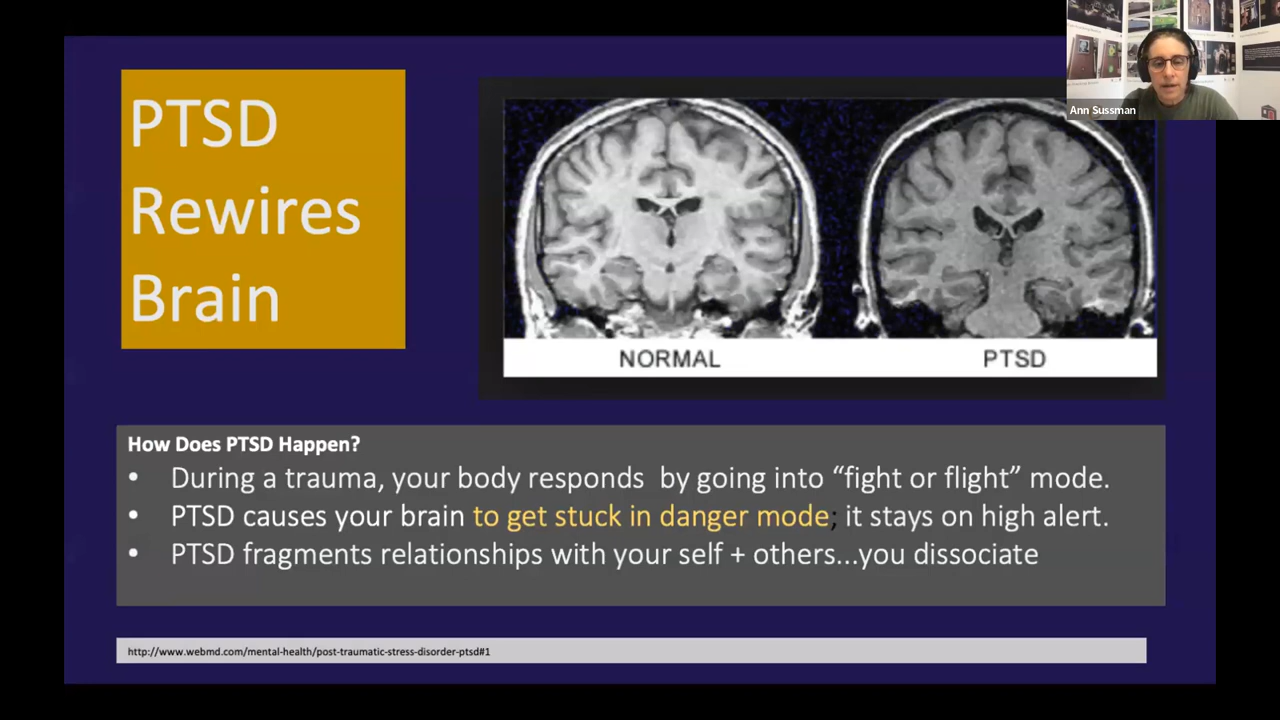 PTSD
Rewires
Brain
Ann Sussman
NORMAL
PTSD
How Does PTSD Happen?
• During a trauma, your body responds  by going into “fight or flight” mode.
• PTSD causes your brain to get stuck in danger mode; it stays on high alert.
• PTSD fragments relationships with your self + others...you dissociate
http://www.webmd.com/mental-health/post-traumatic-stress-disorder-ptsd#1